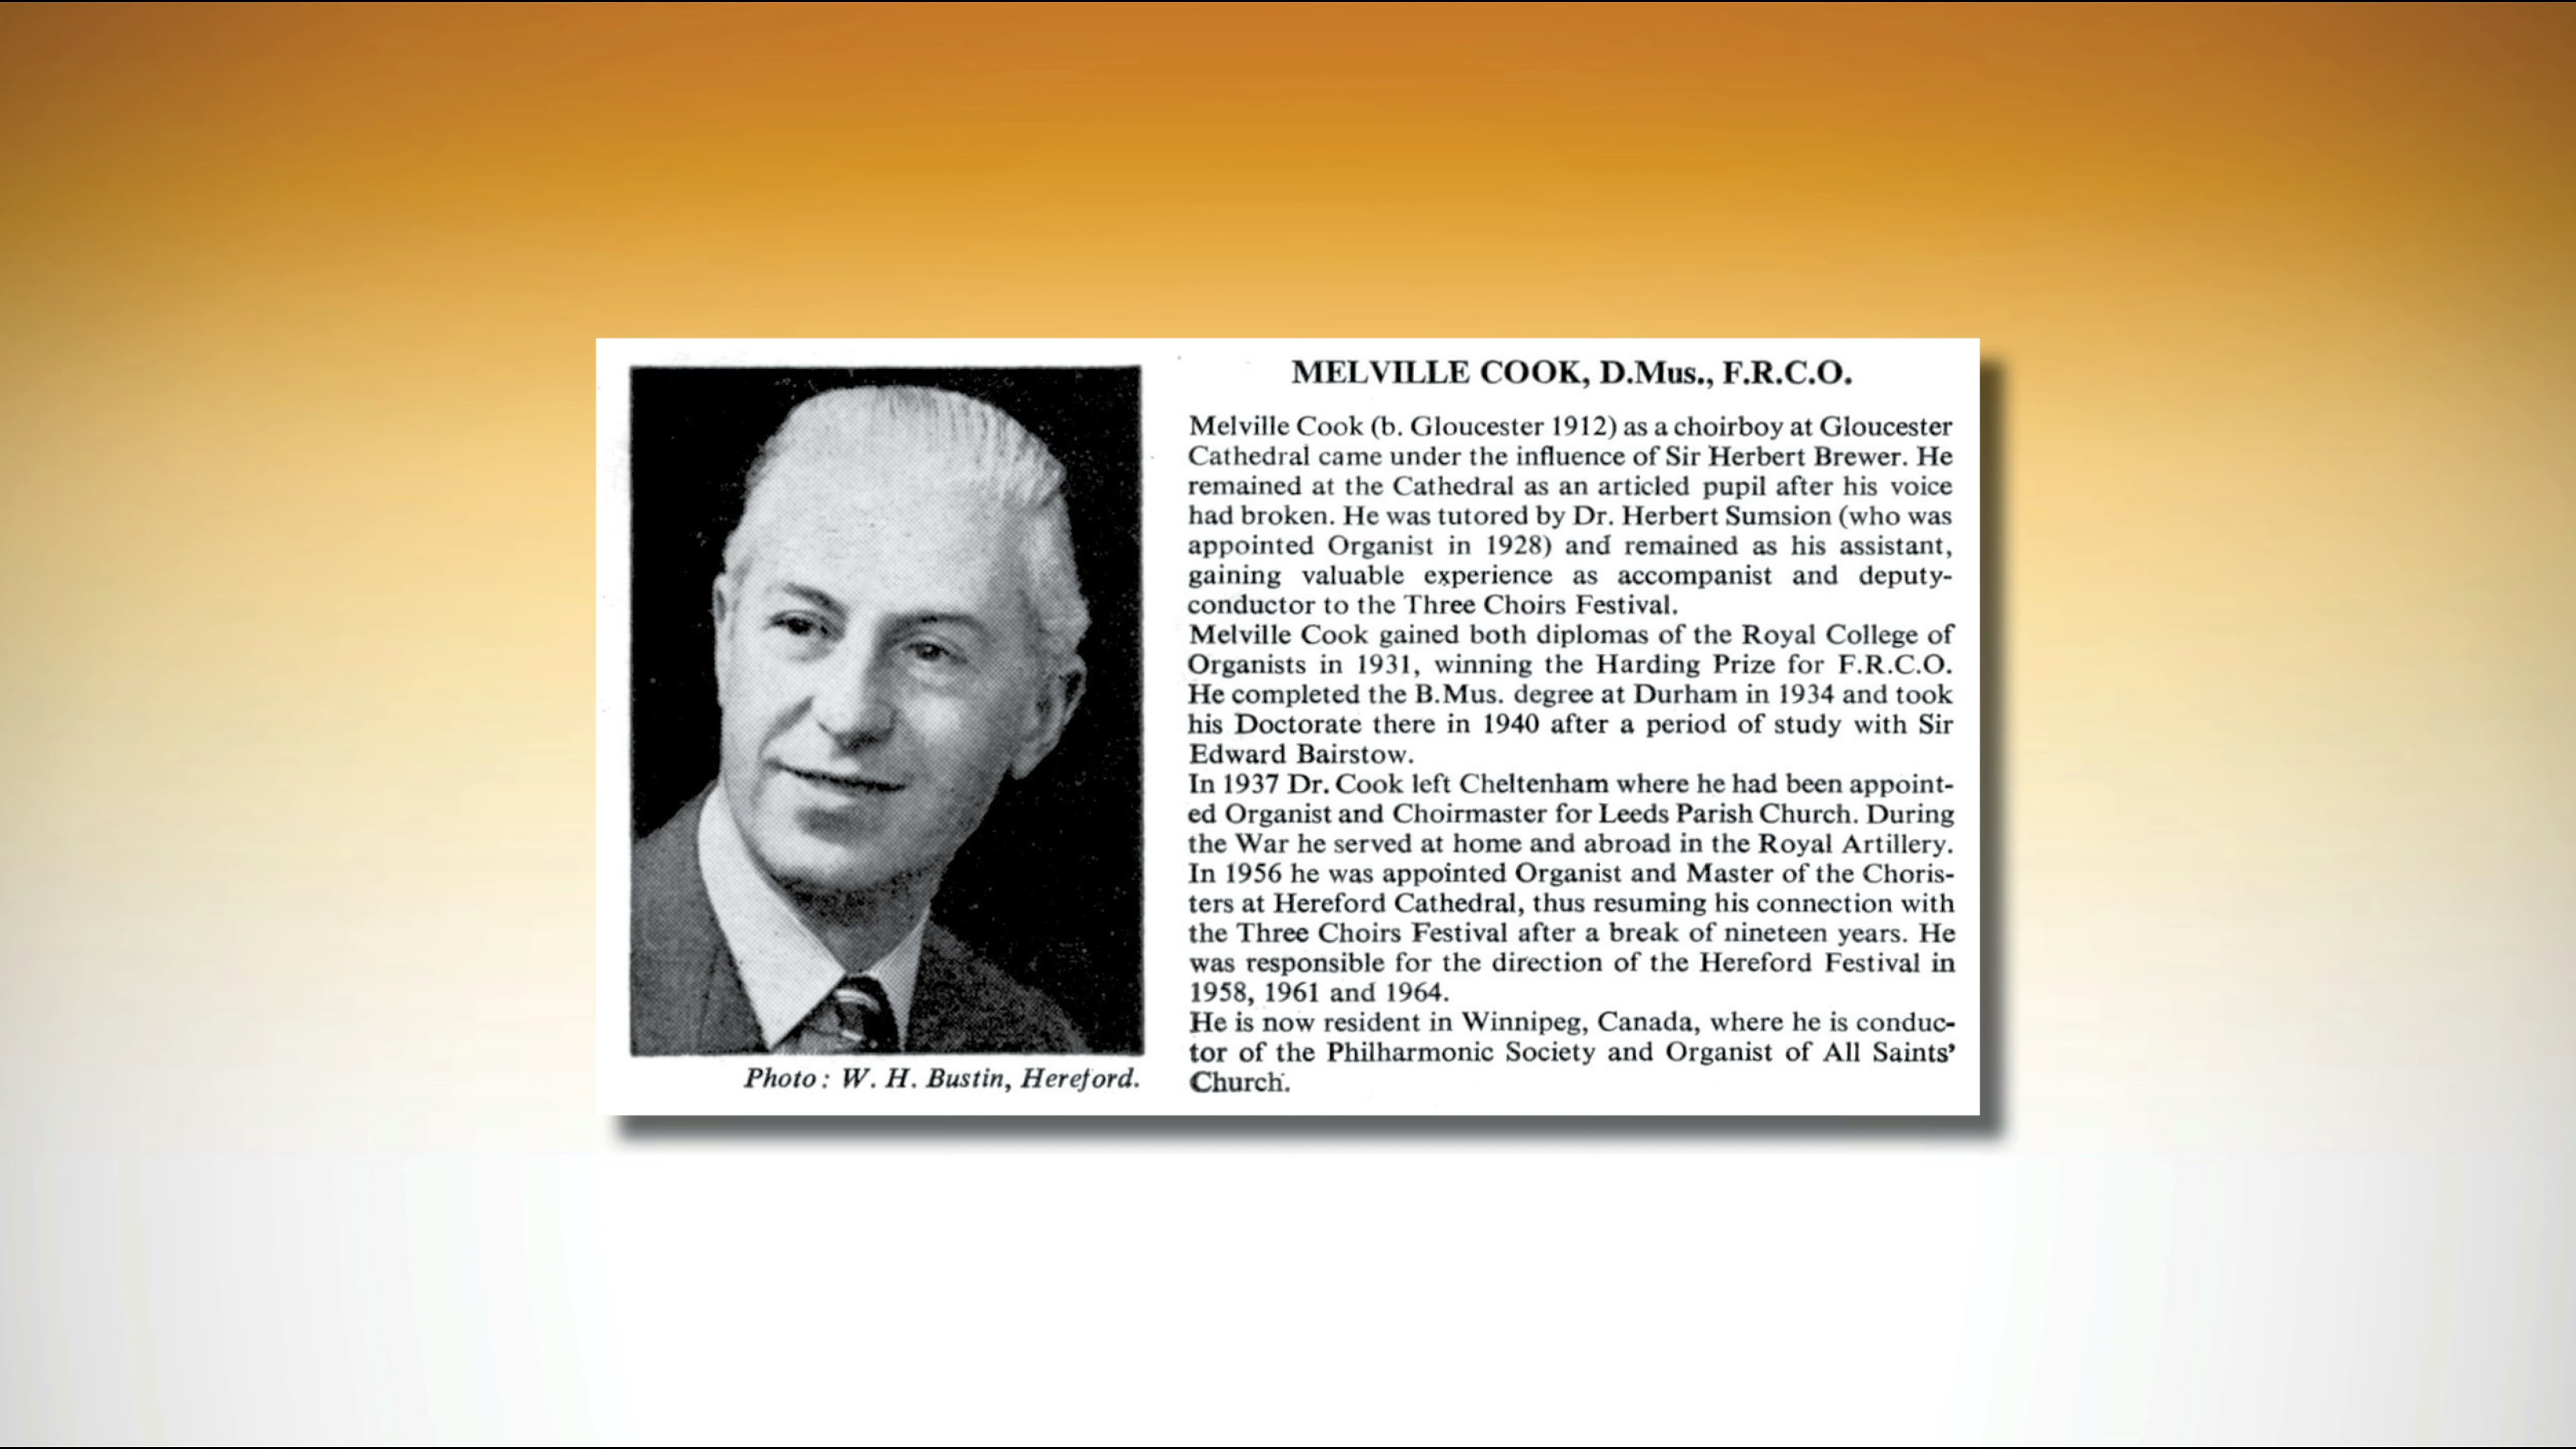 MELVILLE COOK, D.Mus., F.R.C.O.
Melville Cook (b. Gloucester 1912) as a choirboy at Gloucester
Cathedral came under the influence of Sir Herbert Brewer. He
remained at the Cathedral as an articled pupil after his voice
had broken. He was tutored by Dr. Herbert Sumsion (who was
appointed Organist in 1928) and remained as his assistant,
gaining valuable experience as accompanist and deputy-
conductor to the Three Choirs Festival.
Melville Cook gained both diplomas of the Royal College of
Organists in 1931, winning the Harding Prize for F.R.C.O.
He completed the B.Mus. degree at Durham in 1934 and took
his Doctorate there in 1940 after a period of study with Sir
Edward Bairstow.
In 1937 Dr. Cook left Cheltenham where he had been appoint-
ed Organist and Choirmaster for Leeds Parish Church. During
the War he served at home and abroad in the Royal Artillery.
In 1956 he was appointed Organist and Master of the Choris-
ters at Hereford Cathedral, thus resuming his connection with
the Three Choirs Festival after a break of nineteen years. He
was responsible for the direction of the Hereford Festival in
1958, 1961 and 1964.
He is now resident in Winnipeg, Canada, where he is conduc-
tor of the Philharmonic Society and Organist of All Saints'
Church.
Photo: W. H. Bustin, Hereford.